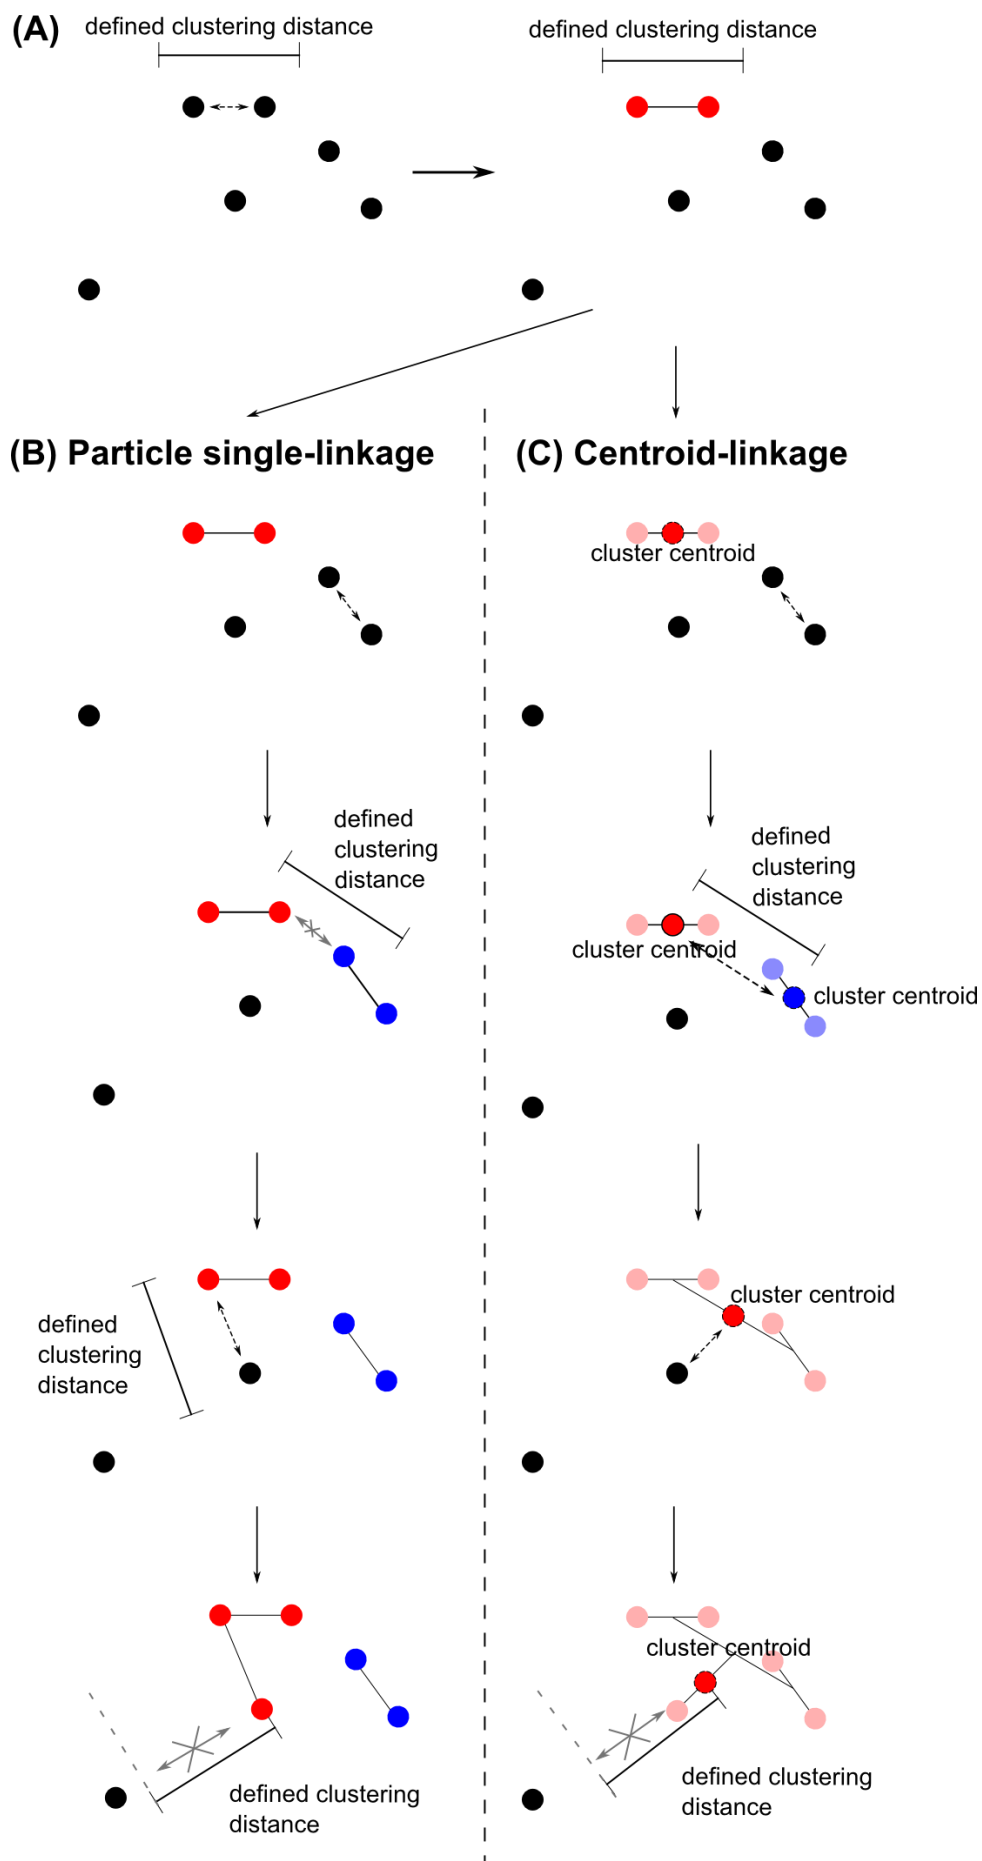 (A)
defined clustering distance
defined clustering distance
(B) Particle single-linkage
(C) Centroid-linkage
cluster centroid
defined
clustering
distance
defined
clustering
distance
cluster centroid
cluster centroid
defined
clustering
distance
cluster centroid
cluster centroid
defined clustering
distance
defined clustering
distance